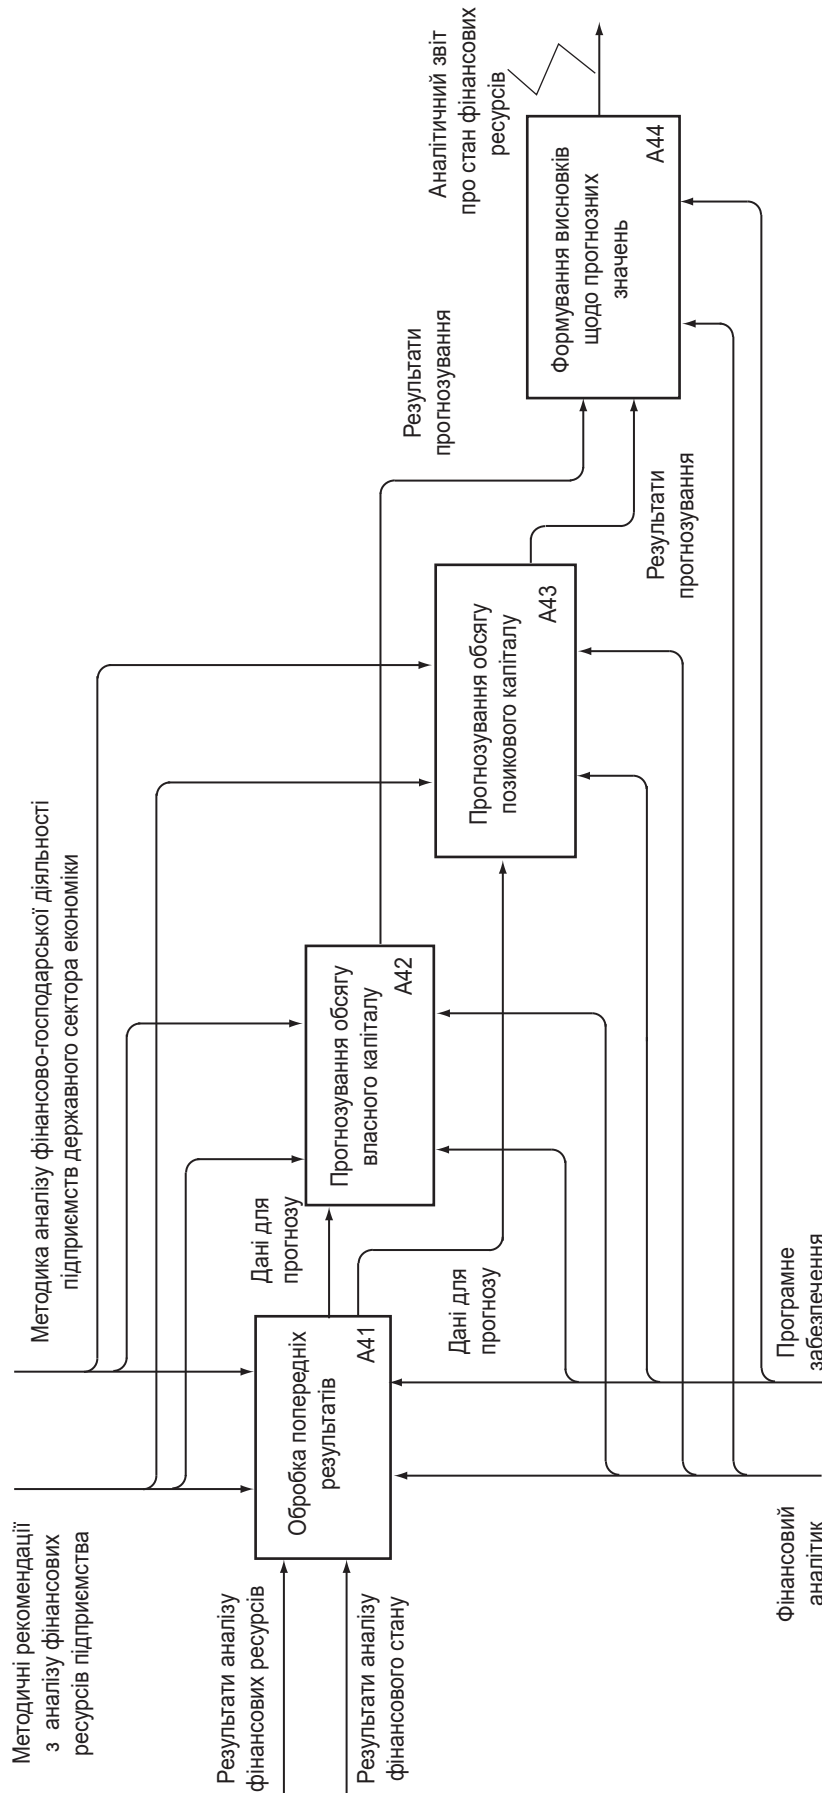 Методичні рекомендації
з аналізу фінансових
ресурсів підприємства
Методика аналізу фінансово-господарської діяльності
підприємств державного сектора економіки
Результати аналізу
фінансових ресурсів
Результати аналізу
фінансового стану
Обробка попередніх
результатів
A41
Дані для
прогнозу
Дані для
прогнозу
Прогнозування обсягу
власного капіталу
A42
Прогнозування обсягу
позикового капіталу
A43
Результати
прогнозування
Результати
прогнозування
Формування висновків
щодо прогнозних
значень
A44
Аналітичний звіт
про стан фінансових
ресурсів
Фінансовий
аналітик
Програмне
забезпечення